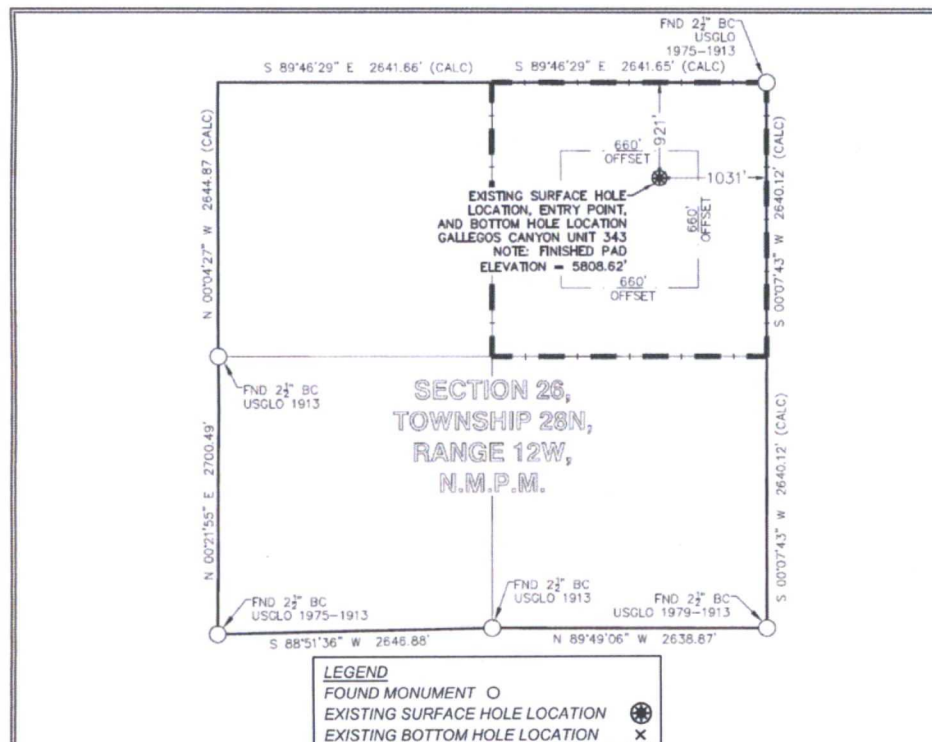 FND 2½" BC
USGLO
1975-1913
S 89°46'29" E 2641.66' (CALC)
S 89°46'29" E 2641.65' (CALC)
N 00°04'27" W 2644.87 (CALC)
921'
660'
OFFSET
1031'
EXISTING SURFACE HOLE
LOCATION, ENTRY POINT,
AND BOTTOM HOLE LOCATION
GALLEGOS CANYON UNIT 343
NOTE: FINISHED PAD
ELEVATION = 5808.62'
660'
OFFSET
660'
OFFSET
S 00°07'43" W 2640.12' (CALC)
FND 2½" BC
USGLO 1913
SECTION 26,
TOWNSHIP 28N,
RANGE 12W,
N.M.P.M.
N 00°21'55" E 2700.49'
S 00°07'43" W 2640.12' (CALC)
FND 2½" BC
USGLO 1975-1913
FND 2½" BC
USGLO 1913
FND 2½" BC
USGLO 1979-1913
S 88°51'36" W 2646.88'
N 89°49'06" W 2638.87'
LEGEND
FOUND MONUMENT
EXISTING SURFACE HOLE LOCATION
EXISTING BOTTOM HOLE LOCATION